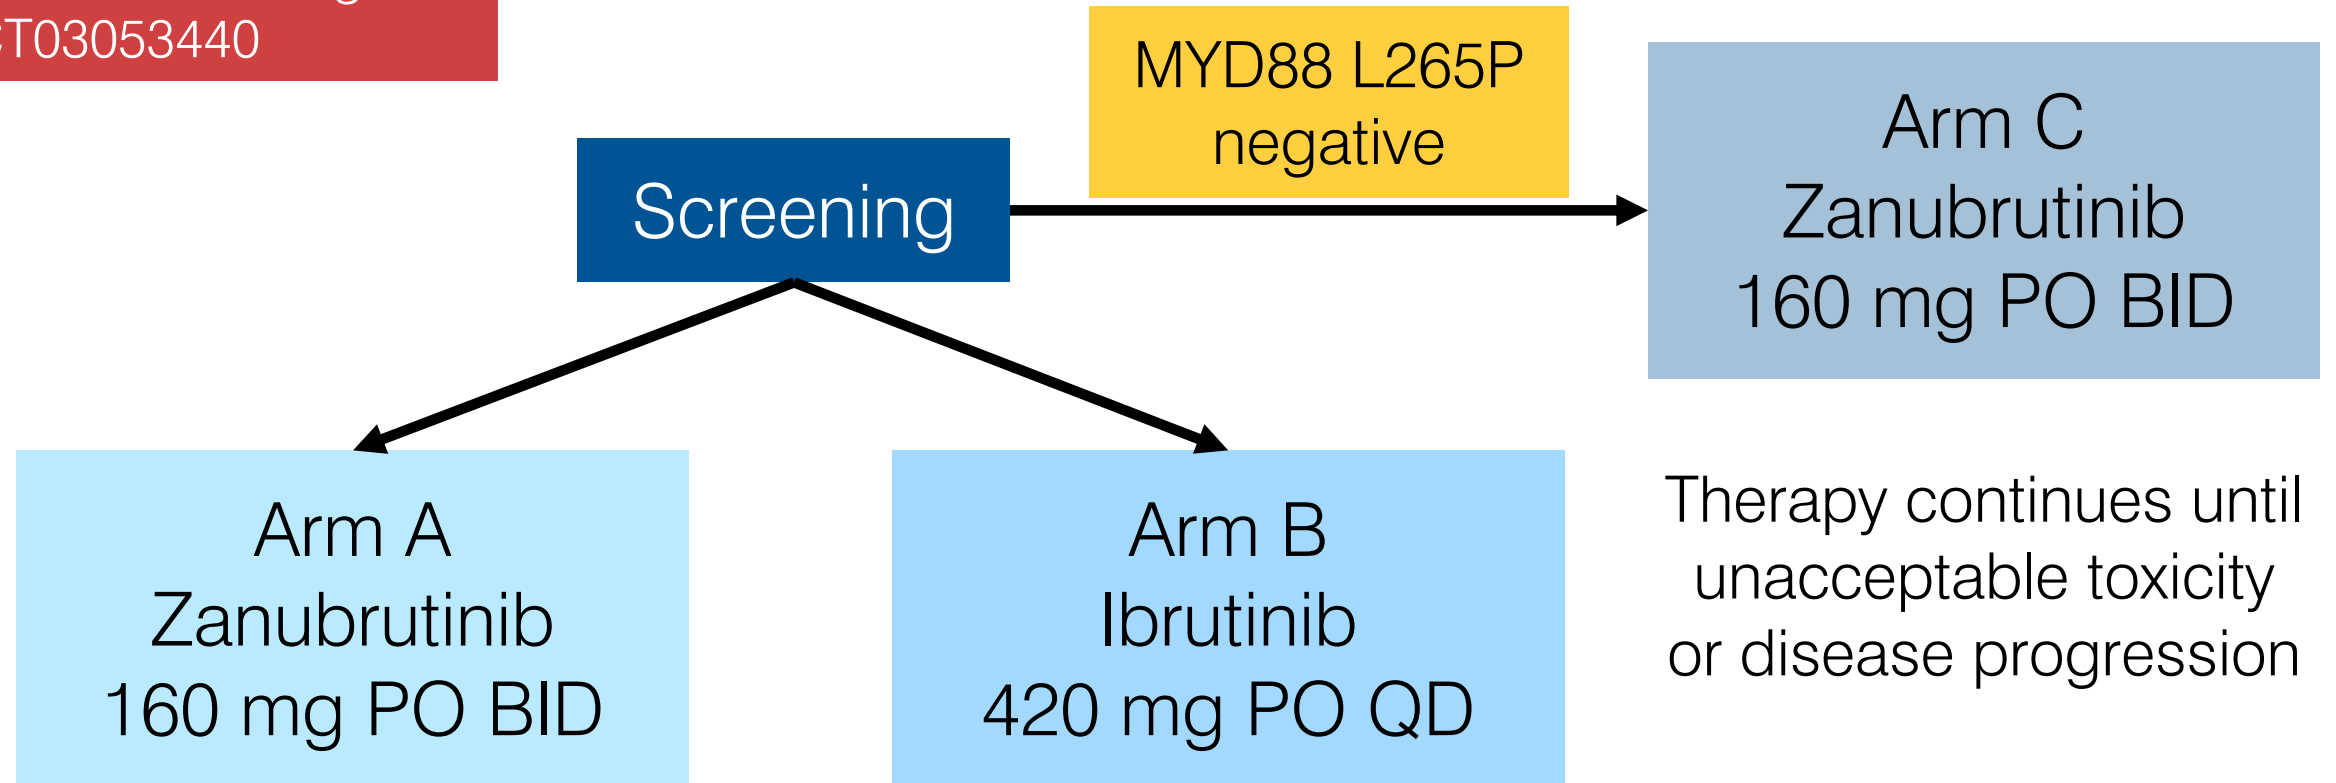 CT03053440
MYD88 L265P
negative
Screening
Arm C
Zanubrutinib
160 mg PO BID
Arm A
Zanubrutinib
160 mg PO BID
Arm B
Ibrutinib
420 mg PO QD
Therapy continues until
unacceptable toxicity
or disease progression